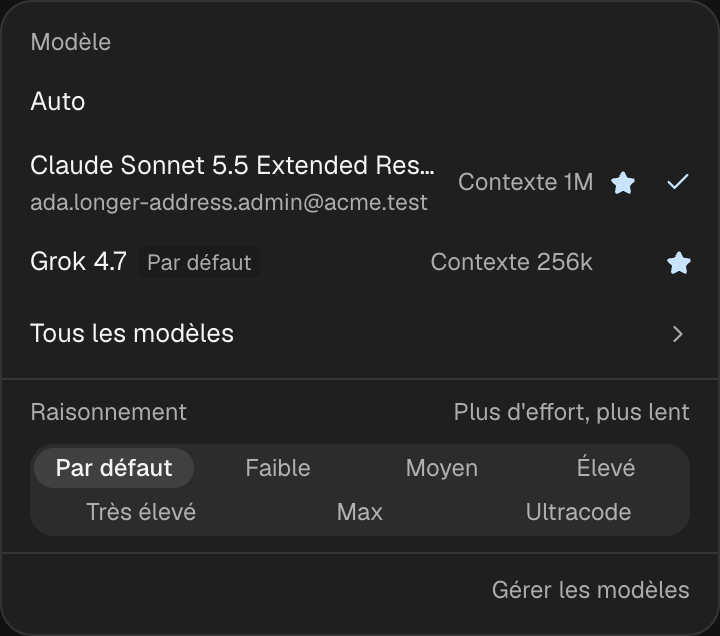 Modèle
Auto
Claude Sonnet 5.5 Extended Res...
Contexte 1M
ada.longer-address.admin@acme.test
Grok 4.7 Par défaut Contexte 256k
Tous les modèles
Raisonnement Plus d'effort, plus lent
Par défaut Faible Moyen Élevé
Très élevé Max Ultracode
Gérer les modèles